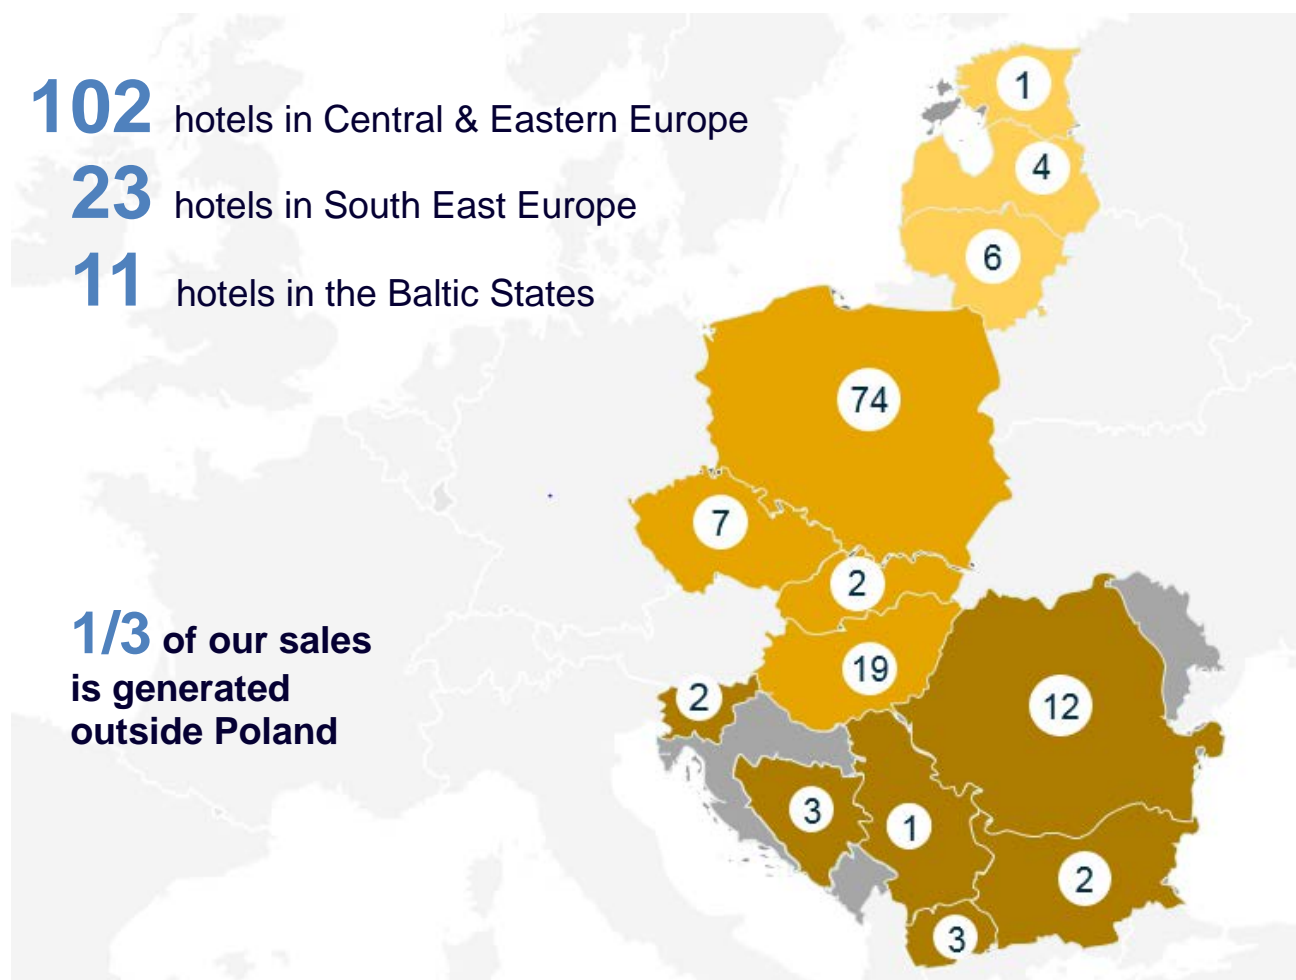 102 hotels in Central & Eastern Europe
23 hotels in South East Europe
11 hotels in the Baltic States
1/3 of our sales
is generated
outside Poland
1
4
6
74
7
2
19
2
12
3
1
2
3